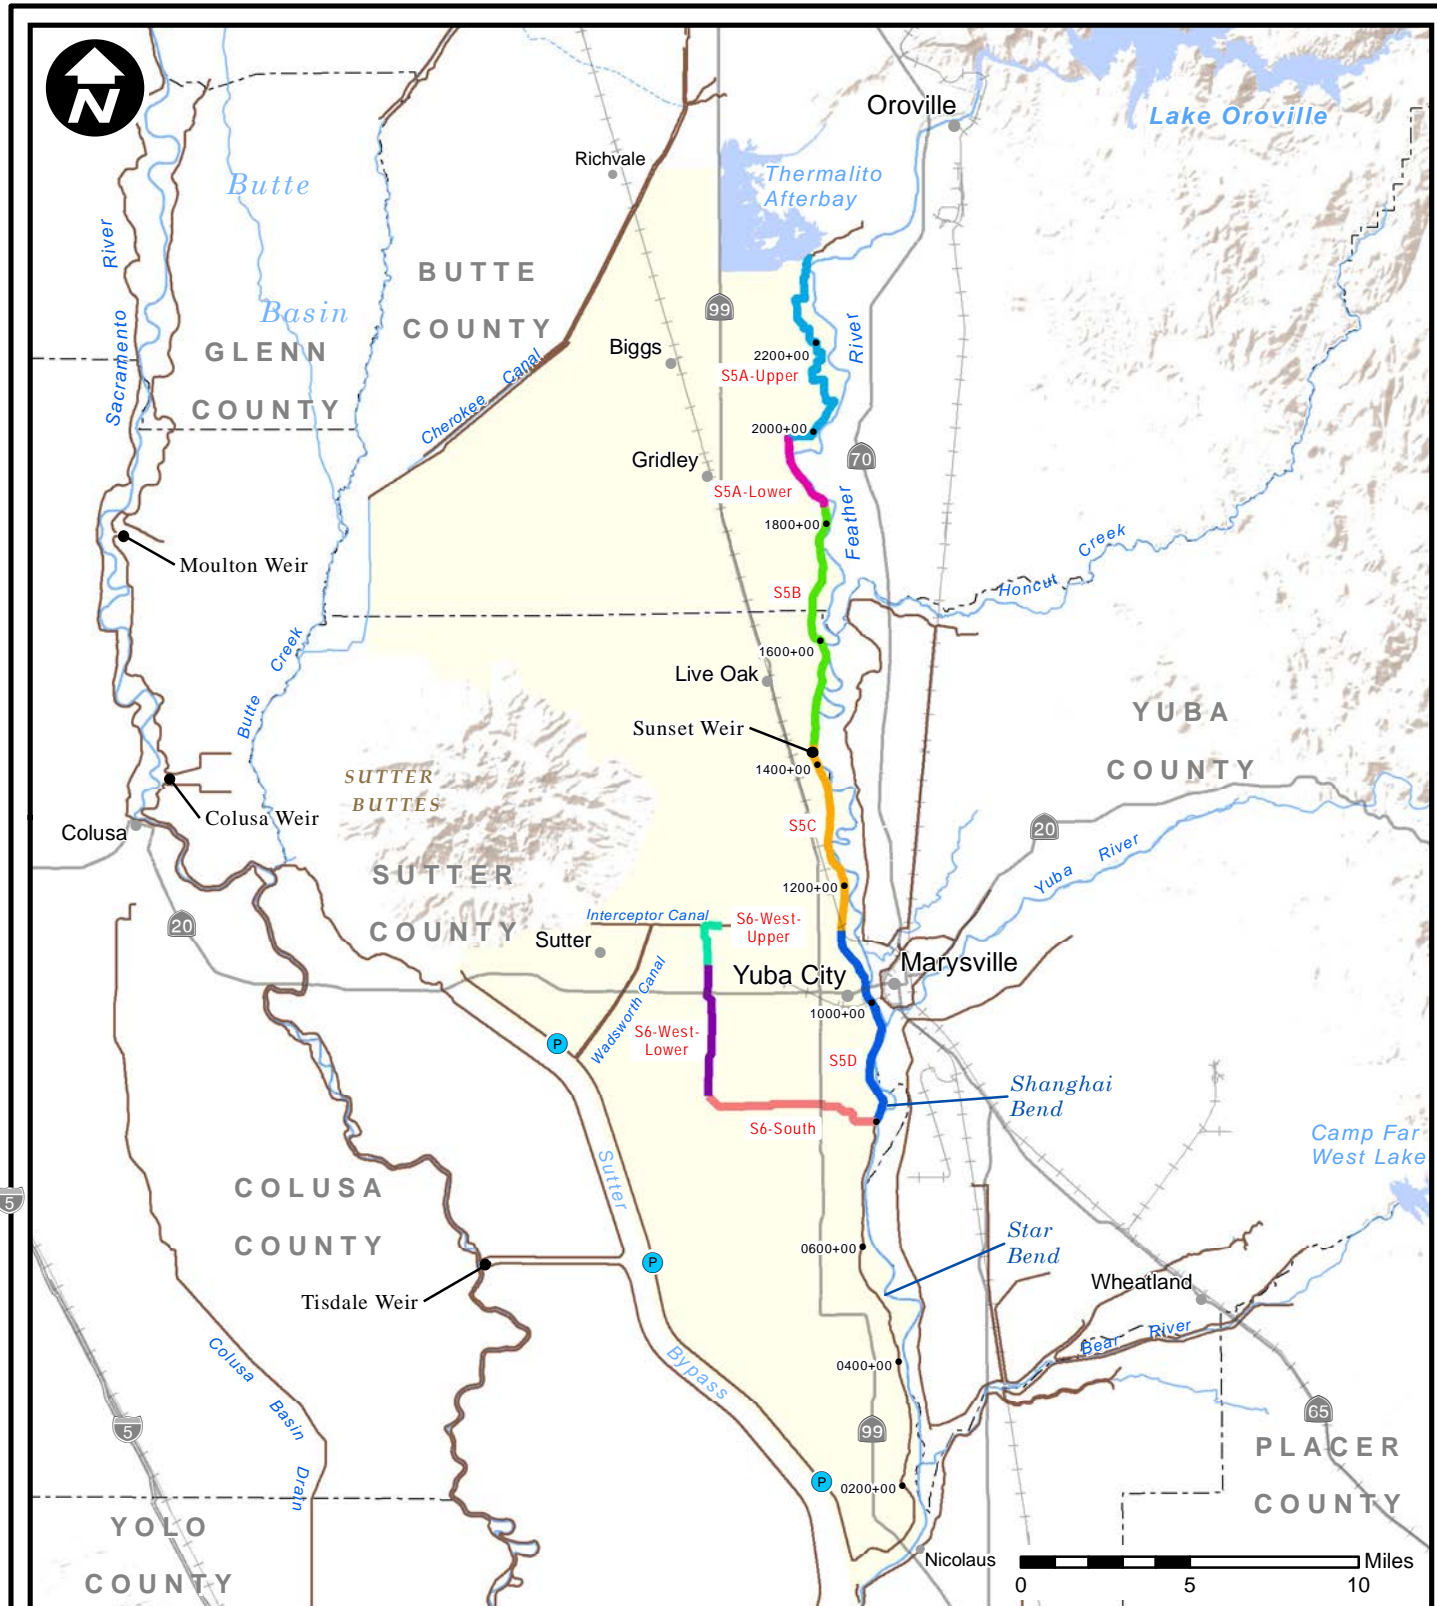 N
Oroville
Lake Oroville
Richvale
Thermalito
Afterbay
Butte
Basin
Sacramento River
BUTTE
COUNTY
GLENN
COUNTY
99
Biggs
Cherokee Canal
2200+00
S5A-Upper
Feather River
2000+00
70
Gridley
S5A-Lower
1800+00
Moulton Weir
Honcut Creek
S5B
1600+00
Butte Creek
Live Oak
Sunset Weir
YUBA
COUNTY
1400+00
SUTTER
BUTTES
Colusa Weir
Colusa
S5C
20
Yuba River
SUTTER
COUNTY
1200+00
20
Interceptor Canal
S6-West-
Upper
Sutter
Yuba City
Marysville
Wadsworth Canal
1000+00
P
S6-West-
Lower
S5D
Shanghai
Bend
S6-South
Camp Far
West Lake
Sutter Bypass
COLUSA
COUNTY
5
0600+00
Star
Bend
P
Tisdale Weir
Wheatland
Bear River
0400+00
Colusa Basin Drain
5
99
65
PLACER
COUNTY
P
0200+00
YOLO
COUNTY
Nicolaus
Miles
0 5 10